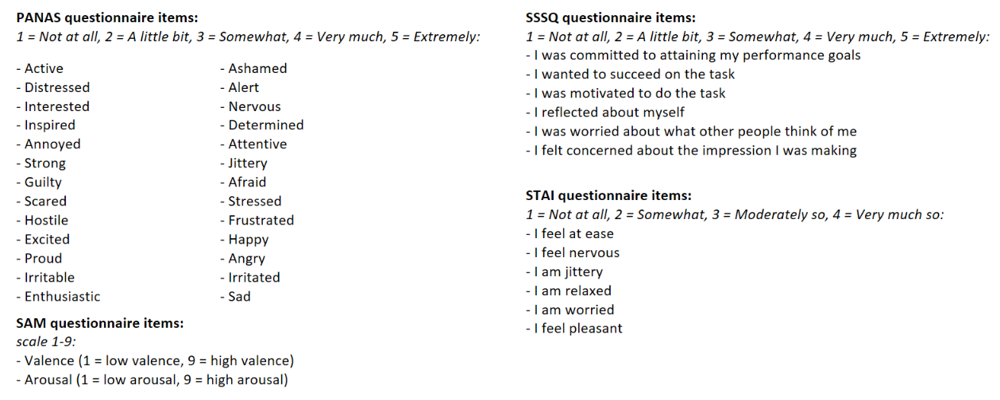 PANAS questionnaire items:
1 = Not at all, 2 = A little bit, 3 = Somewhat, 4 = Very much, 5 = Extremely:
- Active
- Distressed
- Interested
- Inspired
- Annoyed
- Strong
- Guilty
- Scared
- Hostile
- Excited
- Proud
- Irritable
- Enthusiastic
- Ashamed
- Alert
- Nervous
- Determined
- Attentive
- Jittery
- Afraid
- Stressed
- Frustrated
- Happy
- Angry
- Irritated
- Sad
SAM questionnaire items:
scale 1-9:
- Valence (1 = low valence, 9 = high valence)
- Arousal (1 = low arousal, 9 = high arousal)
SSSQ questionnaire items:
1 = Not at all, 2 = A little bit, 3 = Somewhat, 4 = Very much, 5 = Extremely:
- I was committed to attaining my performance goals
- I wanted to succeed on the task
- I was motivated to do the task
- I reflected about myself
- I was worried about what other people think of me
- I felt concerned about the impression I was making
STAI questionnaire items:
1 = Not at all, 2 = Somewhat, 3 = Moderately so, 4 = Very much so:
- I feel at ease
- I feel nervous
- I am jittery
- I am relaxed
- I am worried
- I feel pleasant